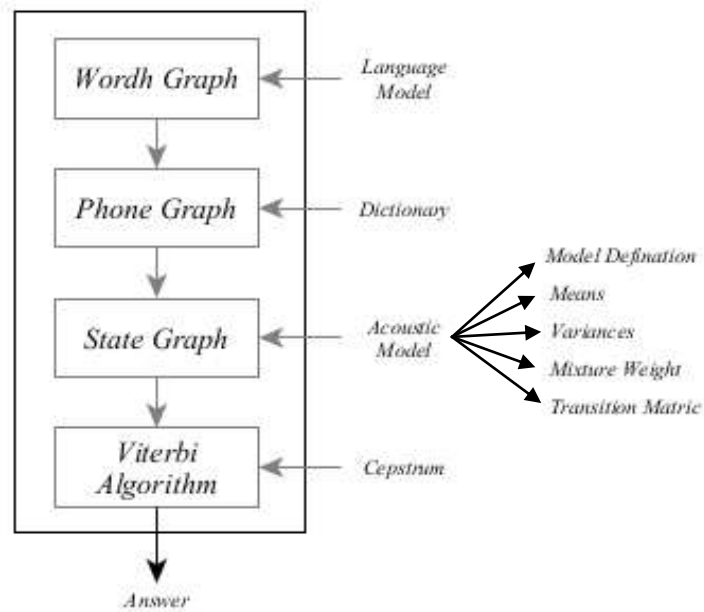 Wordh Graph
Language
Model
Phone Graph
Dictionary
State Graph
Acoustic
Model
Model Defination
Means
Variances
Mixture Weight
Transition Matric
Viterbi
Algorithm
Cepstrum
Answer